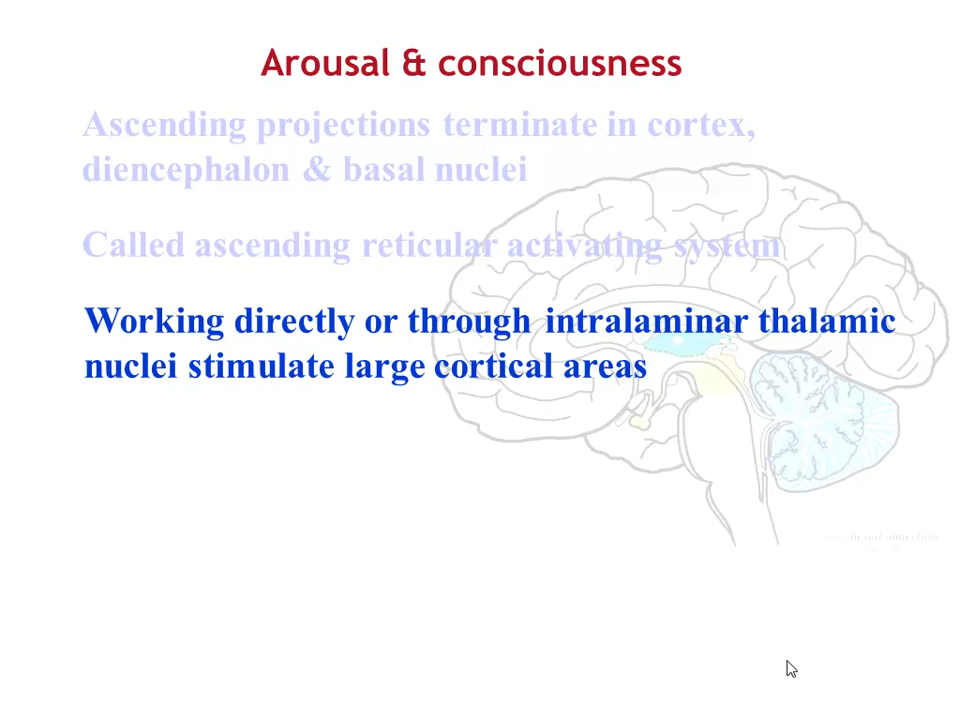 Arousal & consciousness
Ascending projections terminate in cortex,
diencephalon & basal nuclei
Called ascending reticular activating system
Working directly or through intralaminar thalamic
nuclei stimulate large cortical areas